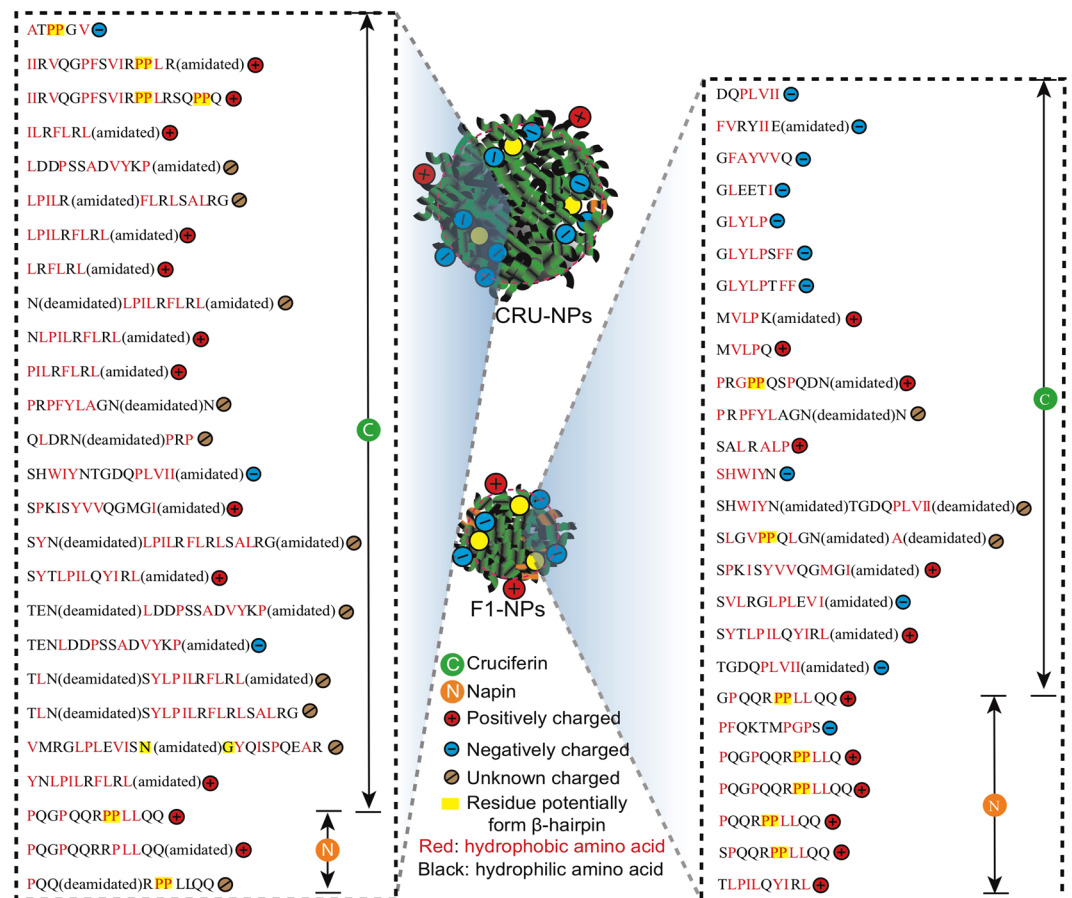 ATPPGV
IIRVQGPFSVIRPPLR(amidated)
IIRVQGPFSVIRPPLRSQPPQ
ILRFLRL(amidated)
LDDPSSADVYKP(amidated)
LPILR(amidated)FLRLSALRG
LPILRFLRL(amidated)
LRFLRL(amidated)
N(deamidated)LPILRFLRL(amidated)
NLPILRFLRL(amidated)
PILRFLRL(amidated)
PRPFYLAGN(deamidated)N
QLDRN(deamidated)PRP
SHWIYNTGDQPLVII(amidated)
SPKISYVVQGMGI(amidated)
SYN(deamidated)LPILRFLRLSALRG(amidated)
SYTLPILQYIRL(amidated)
TEN(deamidated)LDDPSSADVYKP(amidated)
TENLDDPSSADVYKP(amidated)
TLN(deamidated)SYLPILRFLRL(amidated)
TLN(deamidated)SYLPILRFLRLSALRG
VMRGLPLEVISN(amidated)GYQISPQEAR
YNLPILRFLRL(amidated)
PQGPQQRPPLLQQ
PQGPQQRRPLLQQ(amidated)
PQQ(deamidated)RPPLLQQ
C
N
CRU-NPs
F1-NPs
C Cruciferin
N Napin
+ Positively charged
− Negatively charged
Unknown charged
Residue potentially
form β-hairpin
Red: hydrophobic amino acid
Black: hydrophilic amino acid
DQPLVII
FVRYIIE(amidated)
GFAYVVQ
GLEETI
GLYLP
GLYLPSFF
GLYLPTFF
MVLPK(amidated)
MVLPQ
PRGPPQSPQDN(amidated)
PRPFYLAGN(deamidated)N
SALRALP
SHWIYN
SHWIYN(amidated)TGDQPLVII(deamidated)
SLGVPPQLGN(amidated)A(deamidated)
SPKISYVVQGMGI(amidated)
SVLRGLPLEVI(amidated)
SYTLPILQYIRL(amidated)
TGDQPLVII(amidated)
GPQQRPPLLQQ
PFQKTMPGPS
PQGPQQRPPLLQ
PQGPQQRPPLLQQ
PQQRPPLLQQ
SPQQRPPLLQQ
TLPILQYIRL
C
N